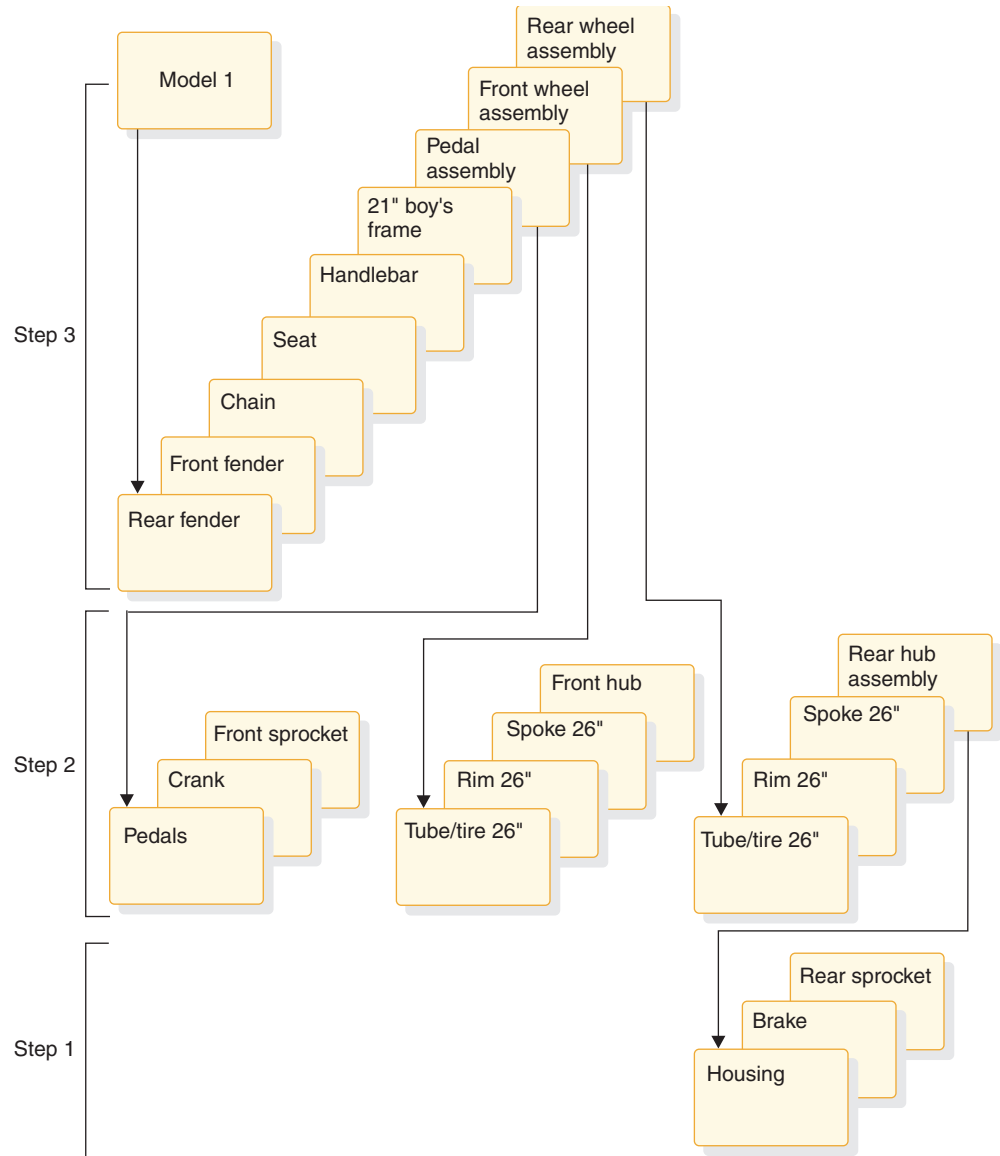 Model 1
Rear wheel
assembly
Front wheel
assembly
Pedal
assembly
21" boy's
frame
Handlebar
Step 3
Seat
Chain
Front fender
Rear fender
Step 2
Front sprocket
Crank
Pedals
Front hub
Spoke 26"
Rim 26"
Tube/tire 26"
Rear hub
assembly
Spoke 26"
Rim 26"
Tube/tire 26"
Step 1
Rear sprocket
Brake
Housing